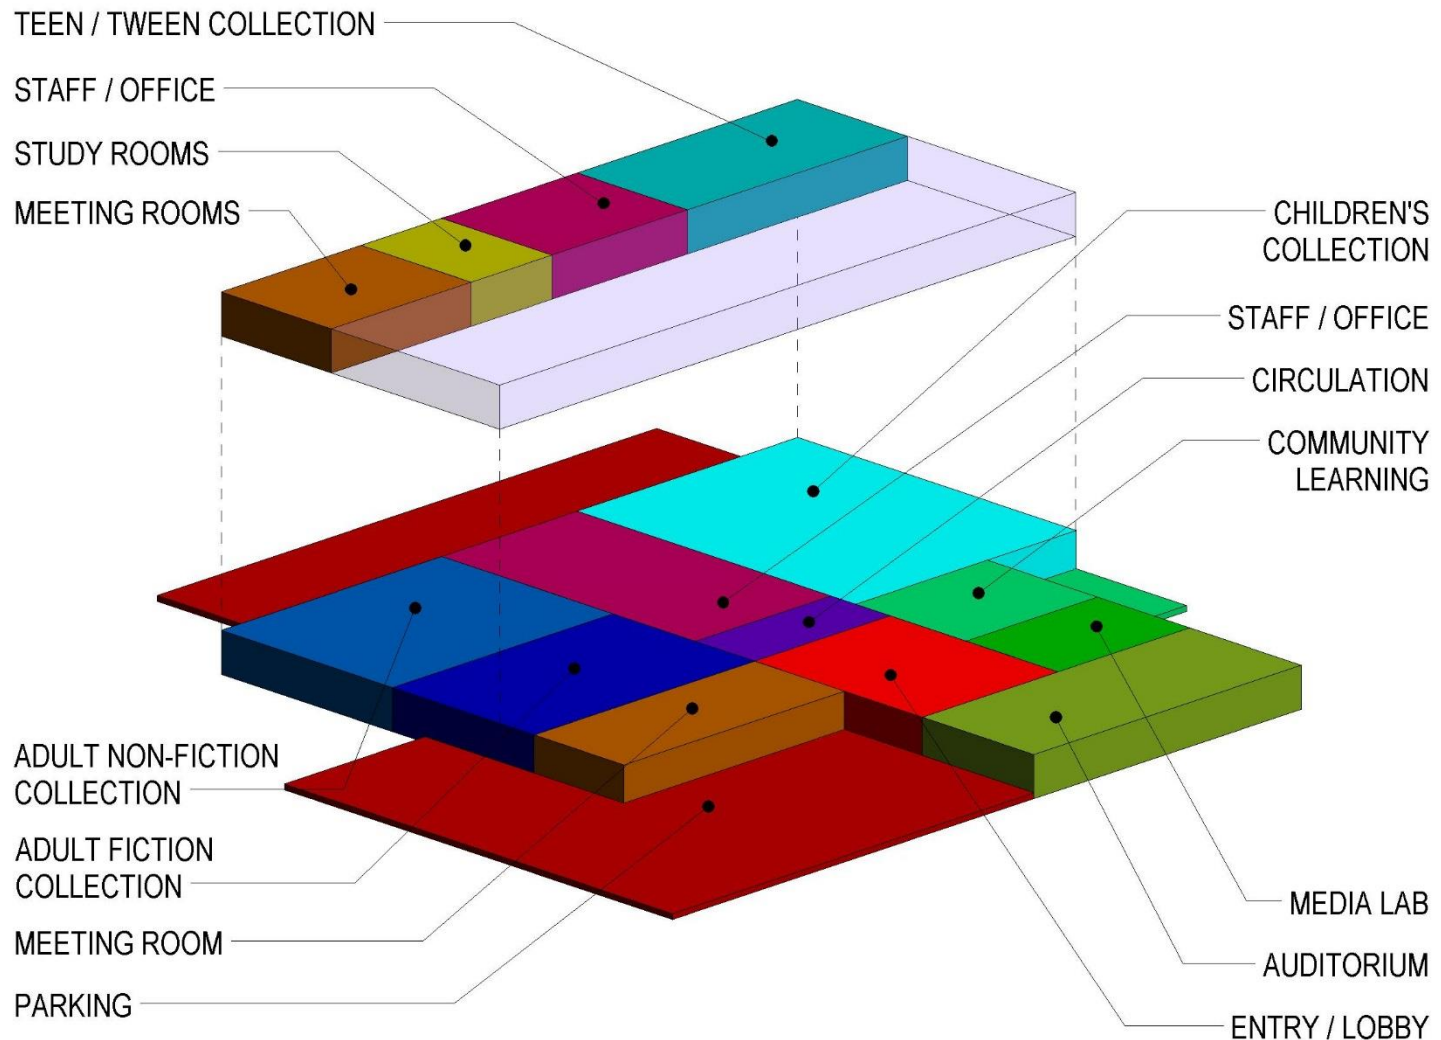 TEEN / TWEEN COLLECTION
STAFF / OFFICE
STUDY ROOMS
MEETING ROOMS
CHILDREN'S
COLLECTION
STAFF / OFFICE
CIRCULATION
COMMUNITY
LEARNING
ADULT NON-FICTION
COLLECTION
ADULT FICTION
COLLECTION
MEETING ROOM
PARKING
MEDIA LAB
AUDITORIUM
ENTRY / LOBBY